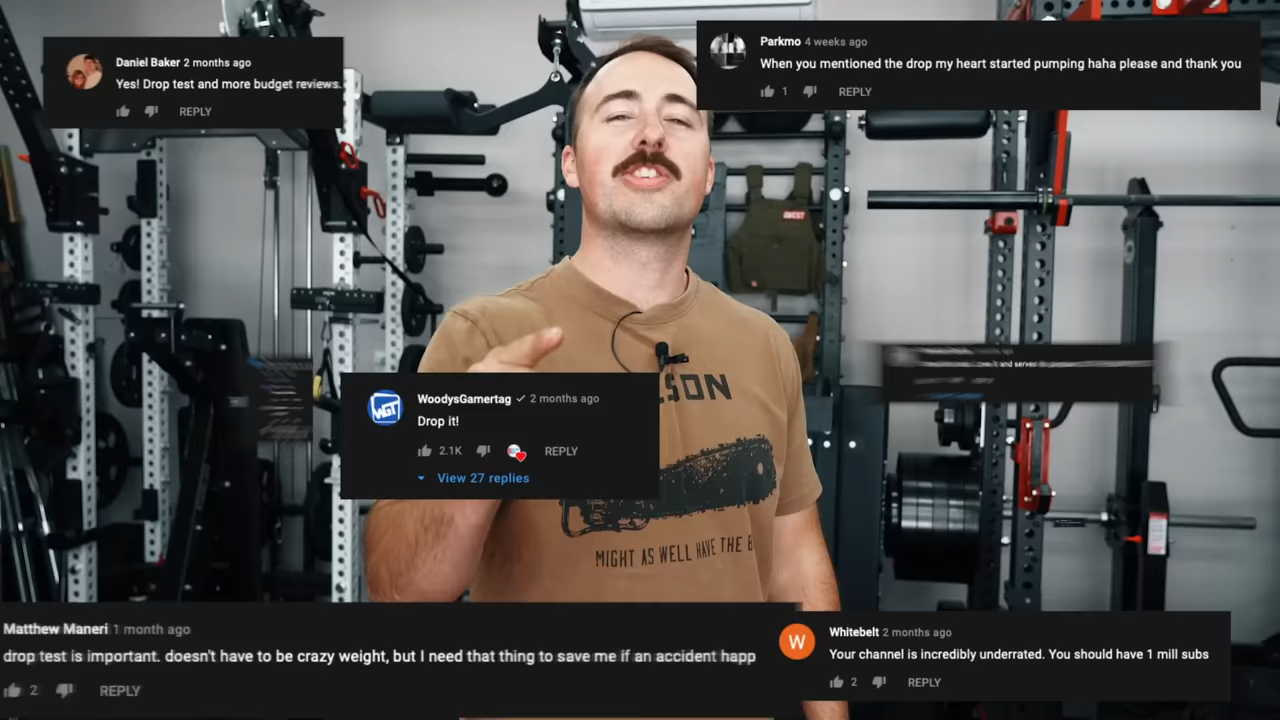 Daniel Baker 2 months ago
Yes! Drop test and more budget reviews.
REPLY
Parkmo 4 weeks ago
When you mentioned the drop my heart started pumping haha please and thank you
1 REPLY
WoodysGamertag 2 months ago
Drop it!
2.1K REPLY
View 27 replies
WGT
LSON
MIGHT AS WELL HAVE THE B
and serves
Matthew Maneri 1 month ago
drop test is important. doesn't have to be crazy weight, but I need that thing to save me if an accident happ
2 REPLY
W
Whitebelt 2 months ago
Your channel is incredibly underrated. You should have 1 mill subs
2 REPLY